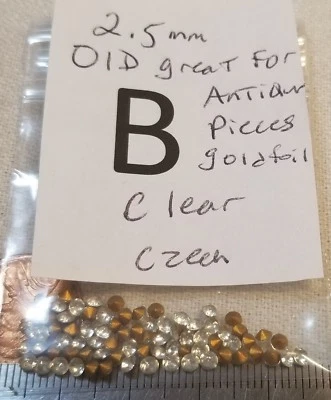 2.5mm
OlD great for
Antique
B
Pieces
goldfoil
Clear
Czech